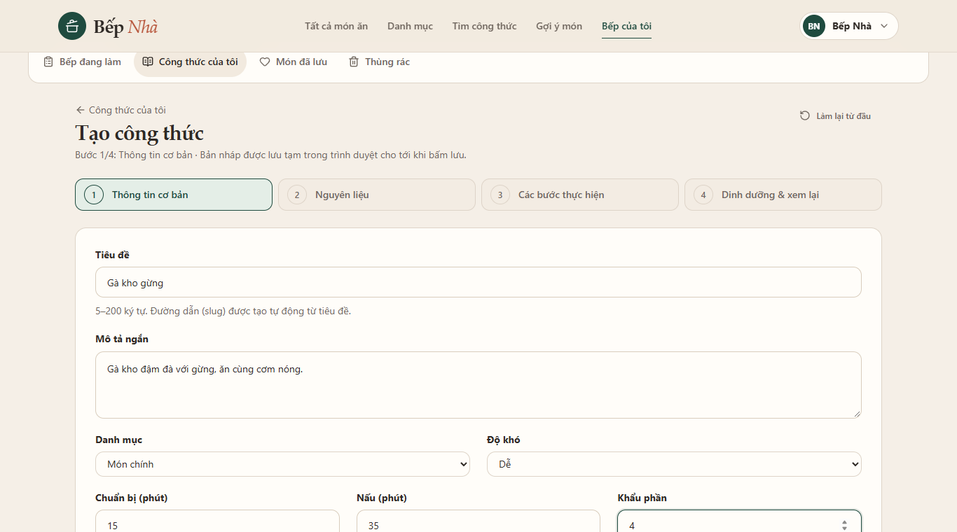 Bếp Nhà
Tất cả món ăn
Danh mục
Tìm công thức
Gợi ý món
Bếp của tôi
BN
Bếp Nhà
Bếp đang làm
Công thức của tôi
Món đã lưu
Thùng rác
Công thức của tôi
Tạo công thức
Làm lại từ đầu
Bước 1/4: Thông tin cơ bản · Bản nháp được lưu tạm trong trình duyệt cho tới khi bấm lưu.
1 Thông tin cơ bản
2 Nguyên liệu
3 Các bước thực hiện
4 Dinh dưỡng & xem lại
Tiêu đề
Gà kho gừng
5–200 ký tự. Đường dẫn (slug) được tạo tự động từ tiêu đề.
Mô tả ngắn
Gà kho đậm đà với gừng, ăn cùng cơm nóng.
Danh mục
Độ khó
Món chính
Dễ
Chuẩn bị (phút)
Nấu (phút)
Khẩu phần
15
35
4